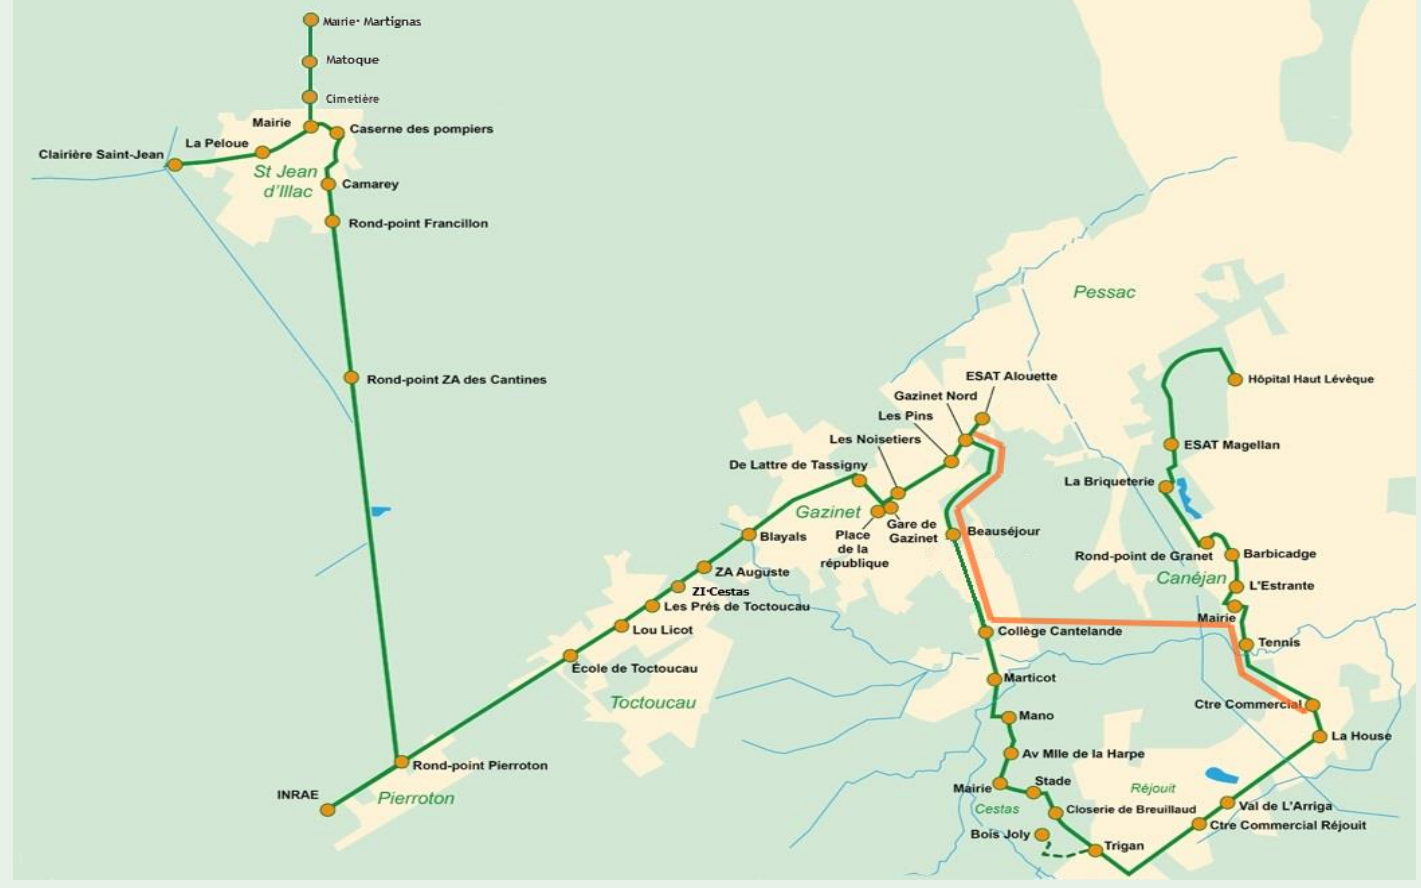 Mairie· Martignas
Matoque
Cimetière
Mairie
Caserne des pompiers
La Peloue
Clairière Saint-Jean
St Jean
d'Illac
Camarey
Rond-point Francillon
Rond-point ZA des Cantines
Pessac
ESAT Alouette
Hôpital Haut Lévèque
Gazinet Nord
Les Pins
Les Noisetiers
ESAT Magellan
De Lattre de Tassigny
La Briqueterie
Gazinet
Gare de
Gazinet
Place
de la
république
Beauséjour
Blayals
Rond-point de Granet
Barbicadge
Canéjan
ZA Auguste
L'Estrante
ZI·Cestas
Les Prés de Toctoucau
Mairie
Lou Licot
Collège Cantelande
Tennis
École de Toctoucau
Marticot
Toctoucau
Ctre Commercial
Mano
La House
Av Mlle de la Harpe
Rond-point Pierroton
INRAE
Pierroton
Mairie
Stade
Réjouit
Cestas
Closerie de Breuillaud
Val de L'Arriga
Ctre Commercial Réjouit
Bois Joly
Trigan